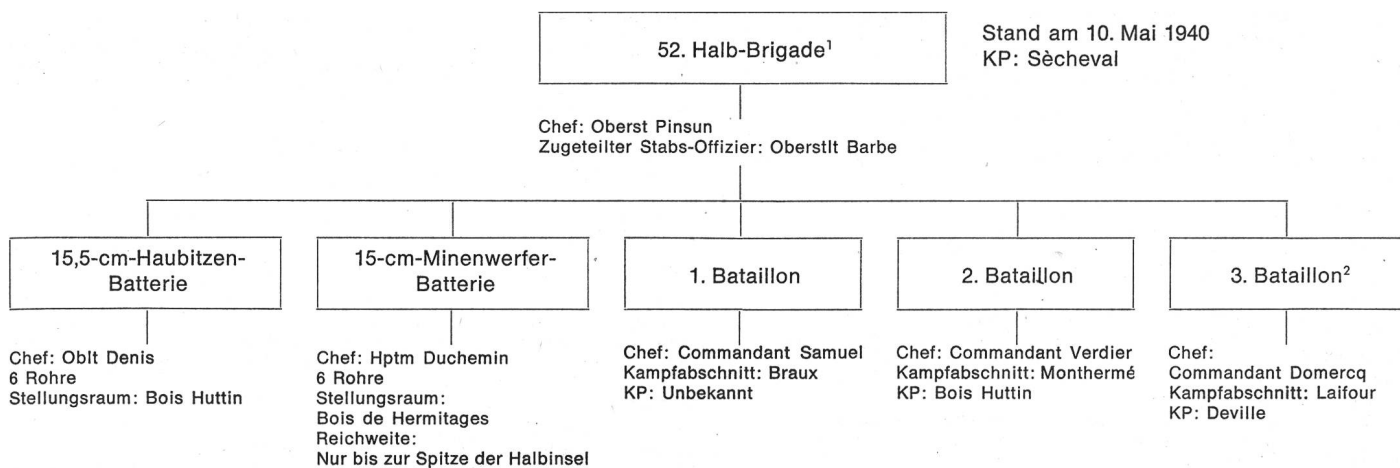 52. Halb-Brigade¹
Stand am 10. Mai 1940
KP: Sècheval
Chef: Oberst Pinsun
Zugeteilter Stabs-Offizier: Oberstlt Barbe
15,5-cm-Haubitzen-
Batterie
Chef: Oblt Denis
6 Rohre
Stellungsraum: Bois Huttin
15-cm-Minenwerfer-
Batterie
Chef: Hptm Duchemin
6 Rohre
Stellungsraum:
Bois de Hermitages
Reichweite:
Nur bis zur Spitze der Halbinsel
1. Bataillon
Chef: Commandant Samuel
Kampfabschnitt: Braux
KP: Unbekannt
2. Bataillon
Chef: Commandant Verdier
Kampfabschnitt: Monthermé
KP: Bois Huttin
3. Bataillon²
Chef:
Commandant Domercq
Kampfabschnitt: Laifour
KP: Deville